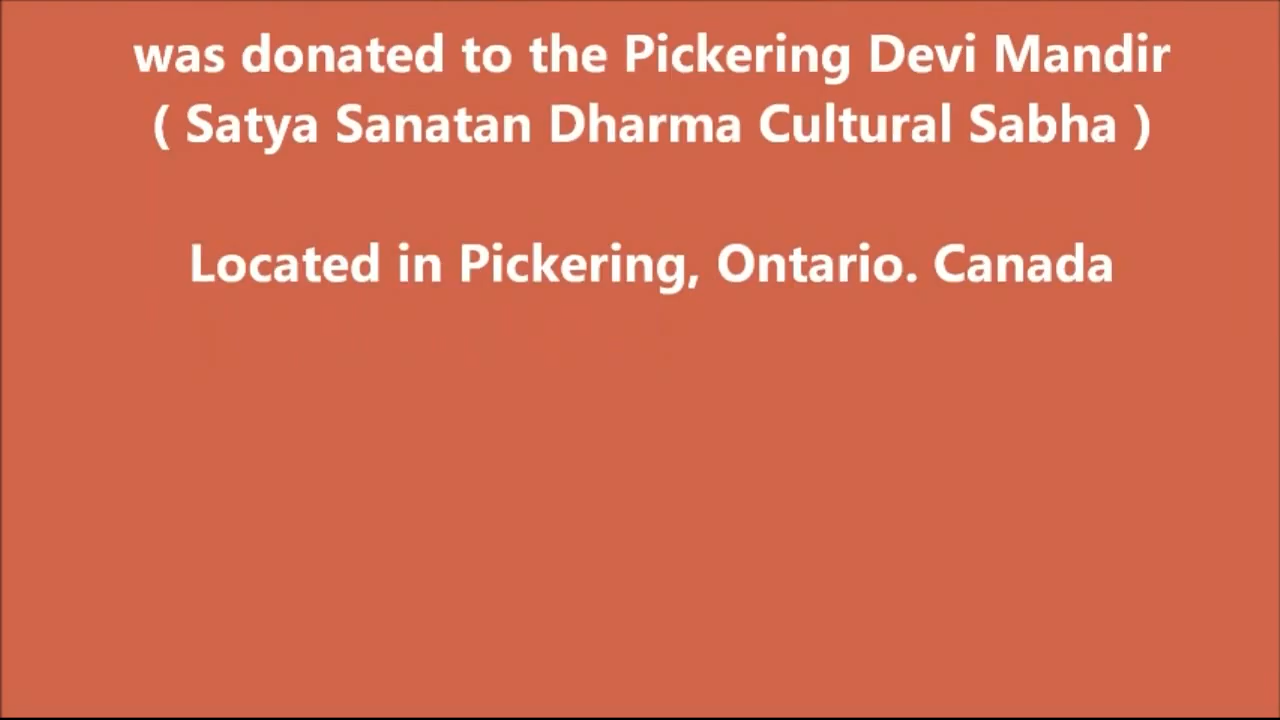 was donated to the Pickering Devi Mandir
( Satya Sanatan Dharma Cultural Sabha )
Located in Pickering, Ontario. Canada